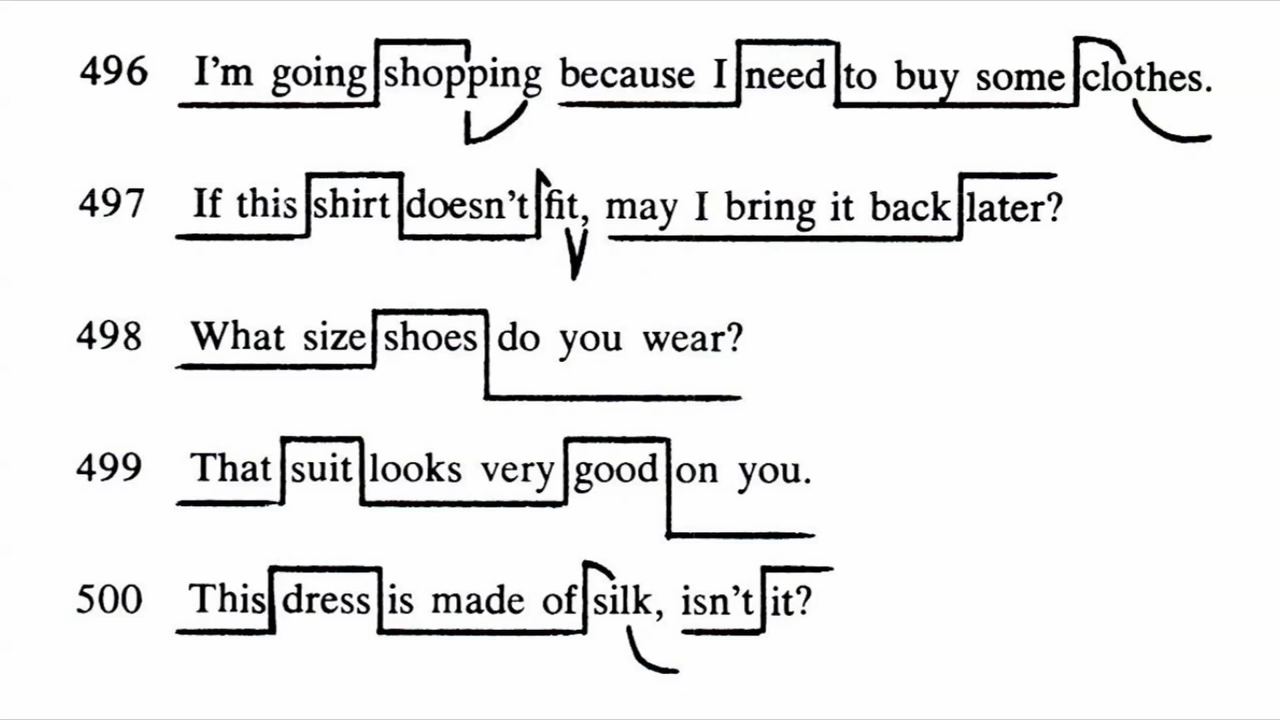 496 I'm going shopping because I need to buy some clothes.
497 If this shirt doesn't fit, may I bring it back later?
498 What size shoes do you wear?
499 That suit looks very good on you.
500 This dress is made of silk, isn't it?